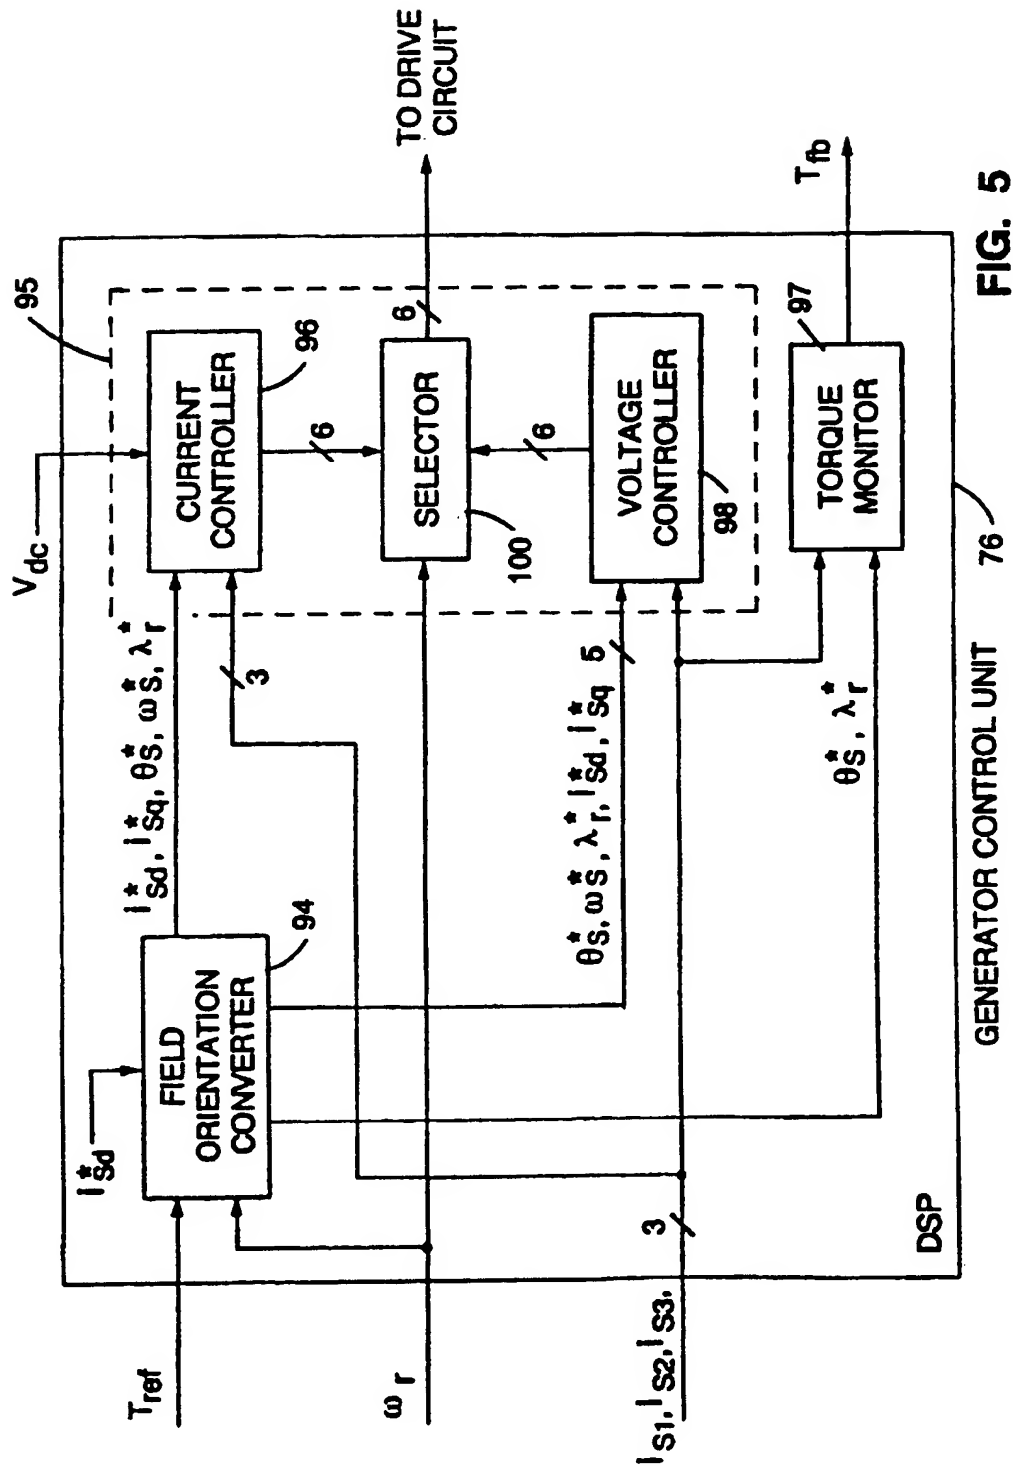 95
V_dc
CURRENT
CONTROLLER
96
6
6
TO DRIVE
CIRCUIT
SELECTOR
100
6
VOLTAGE
CONTROLLER
98
TORQUE
MONITOR
97
T_fb
I*_Sd, I*_Sq, θ*_S, ω*_S, λ*_r
3
5
θ*_S, ω*_S, λ*_r, I*_Sd, I*_Sq
θ*_S, λ*_r
I*_Sd
FIELD
ORIENTATION
CONVERTER
94
T_ref
ω_r
I_S1, I_S2, I_S3,
3
DSP
GENERATOR CONTROL UNIT
76
FIG. 5